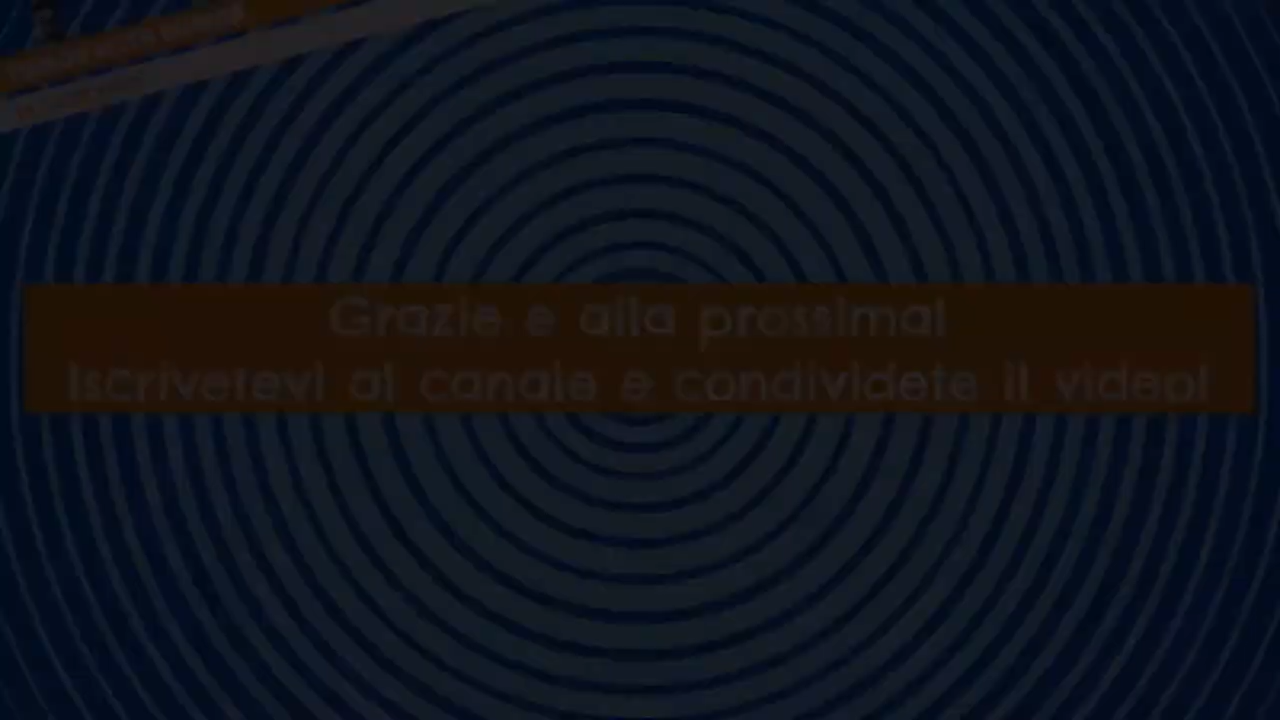 Grazie e alla prossima!
Iscrivetevi al canale e condividete il video!